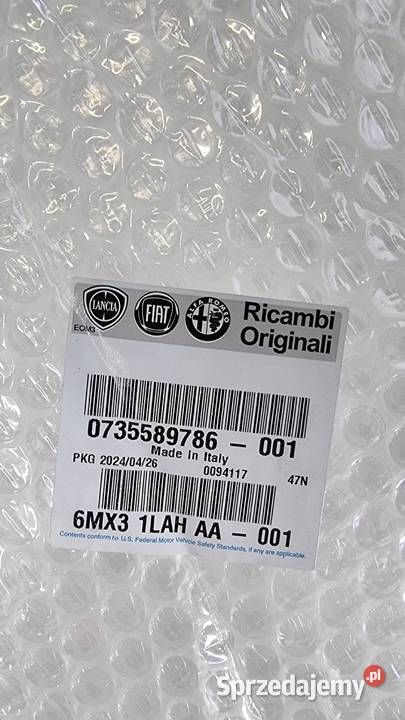 LANCIA
FIAT
ALFA ROMEO
Ricambi
Originali
EOM3
0735589786 - 001
Made in Italy
PKG 2024/04/26 0094117 47N
6MX3 1LAH AA - 001
Contents conform to U.S. Federal Motor Vehicle Safety Standards, if any are applicable.
Sprzedajemy.pl